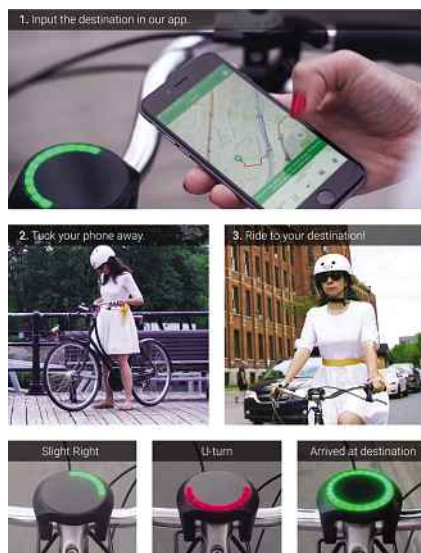 1. Input the destination in our app.
2. Tuck your phone away.
3. Ride to your destination!
Slight Right
U-turn
Arrived at destination